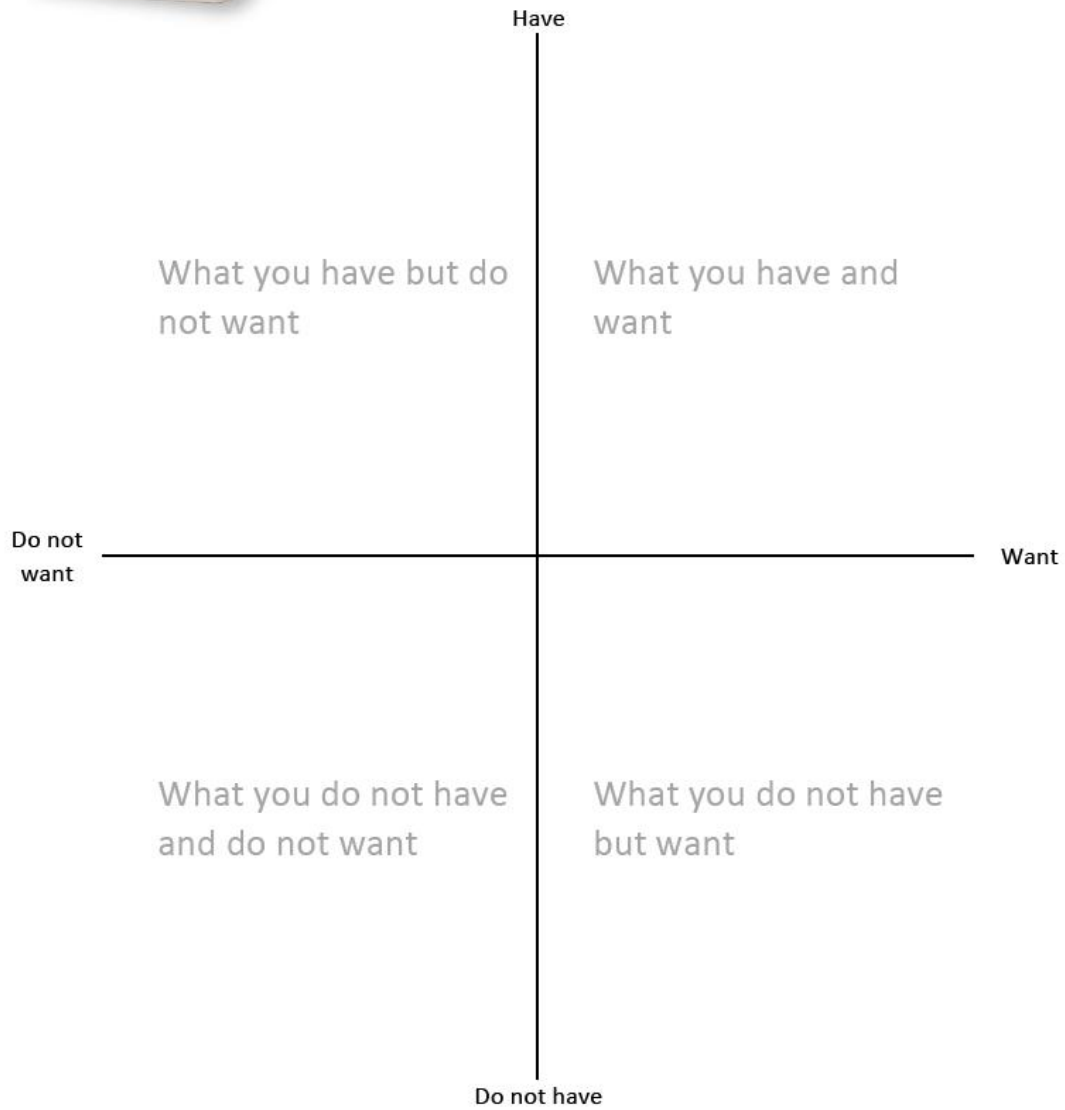 Have
What you have but do
not want
What you have and
want
Do not
want
Want
What you do not have
and do not want
What you do not have
but want
Do not have